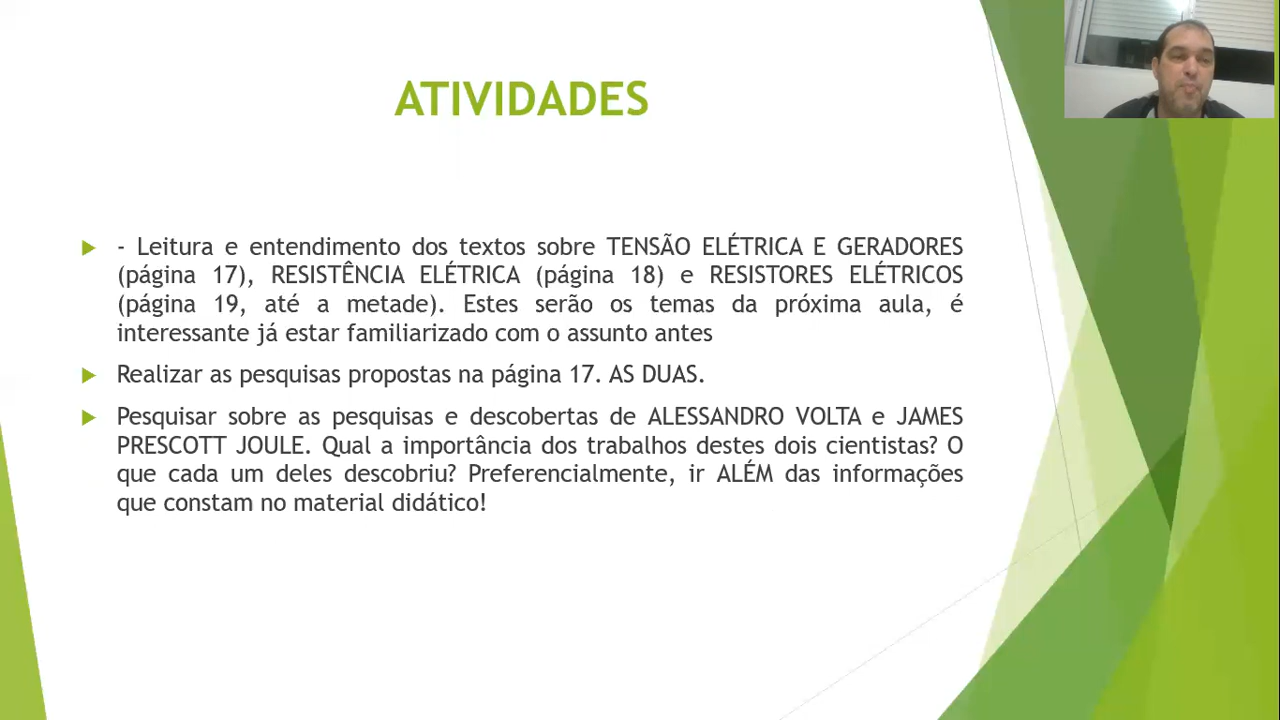 ATIVIDADES
- Leitura e entendimento dos textos sobre TENSÃO ELÉTRICA E GERADORES
(página 17), RESISTÊNCIA ELÉTRICA (página 18) e RESISTORES ELÉTRICOS
(página 19, até a metade). Estes serão os temas da próxima aula, é
interessante já estar familiarizado com o assunto antes
Realizar as pesquisas propostas na página 17. AS DUAS.
Pesquisar sobre as pesquisas e descobertas de ALESSANDRO VOLTA e JAMES
PRESCOTT JOULE. Qual a importância dos trabalhos destes dois cientistas? O
que cada um deles descobriu? Preferencialmente, ir ALÉM das informações
que constam no material didático!